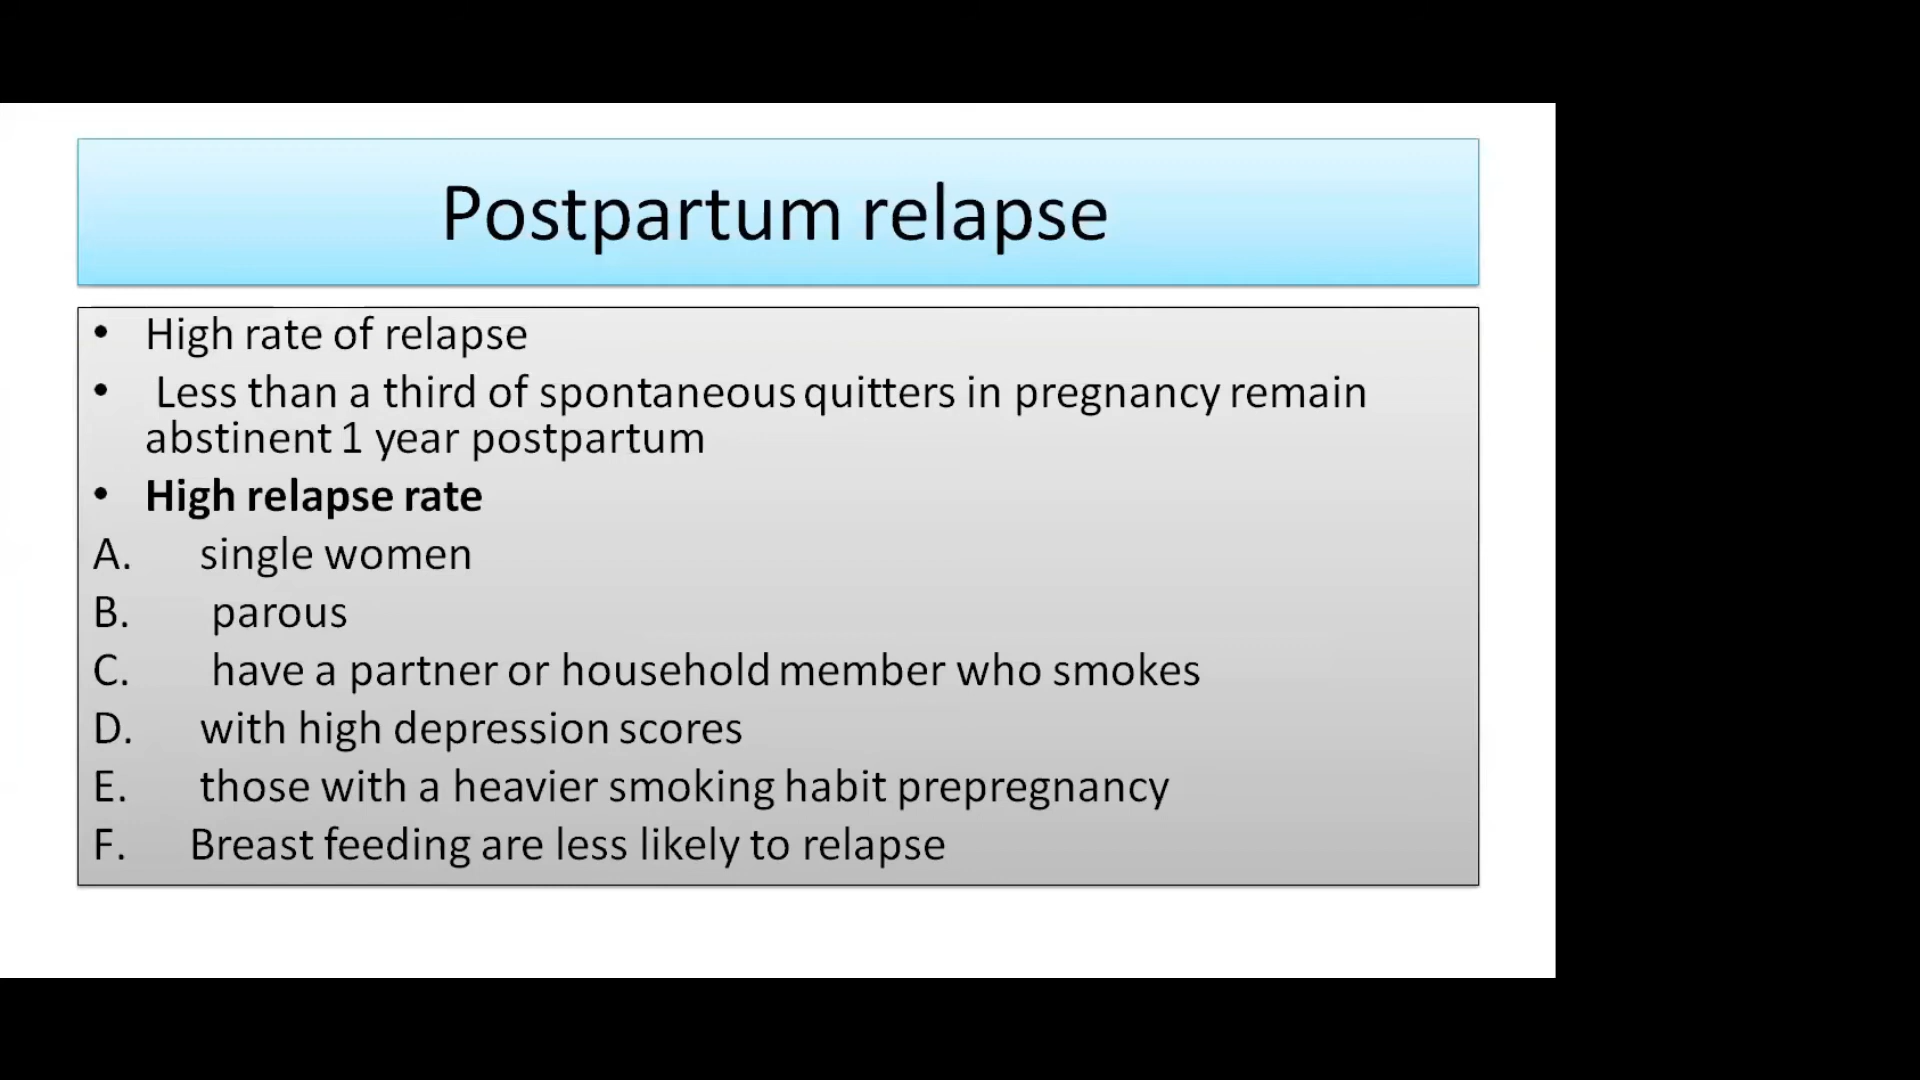 Postpartum relapse
• High rate of relapse
• Less than a third of spontaneous quitters in pregnancy remain
abstinent 1 year postpartum
• High relapse rate
A. single women
B. parous
C. have a partner or household member who smokes
D. with high depression scores
E. those with a heavier smoking habit prepregnancy
F. Breast feeding are less likely to relapse